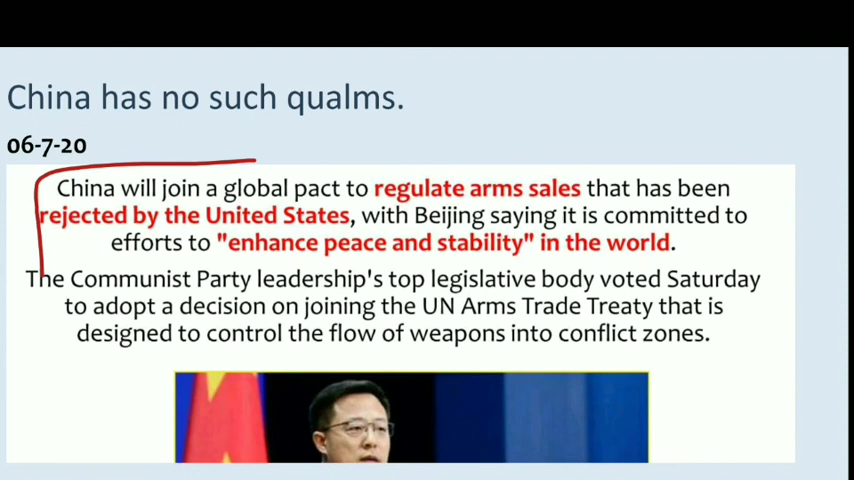 China has no such qualms.
06-7-20
China will join a global pact to regulate arms sales that has been
rejected by the United States, with Beijing saying it is committed to
efforts to "enhance peace and stability" in the world.
The Communist Party leadership's top legislative body voted Saturday
to adopt a decision on joining the UN Arms Trade Treaty that is
designed to control the flow of weapons into conflict zones.